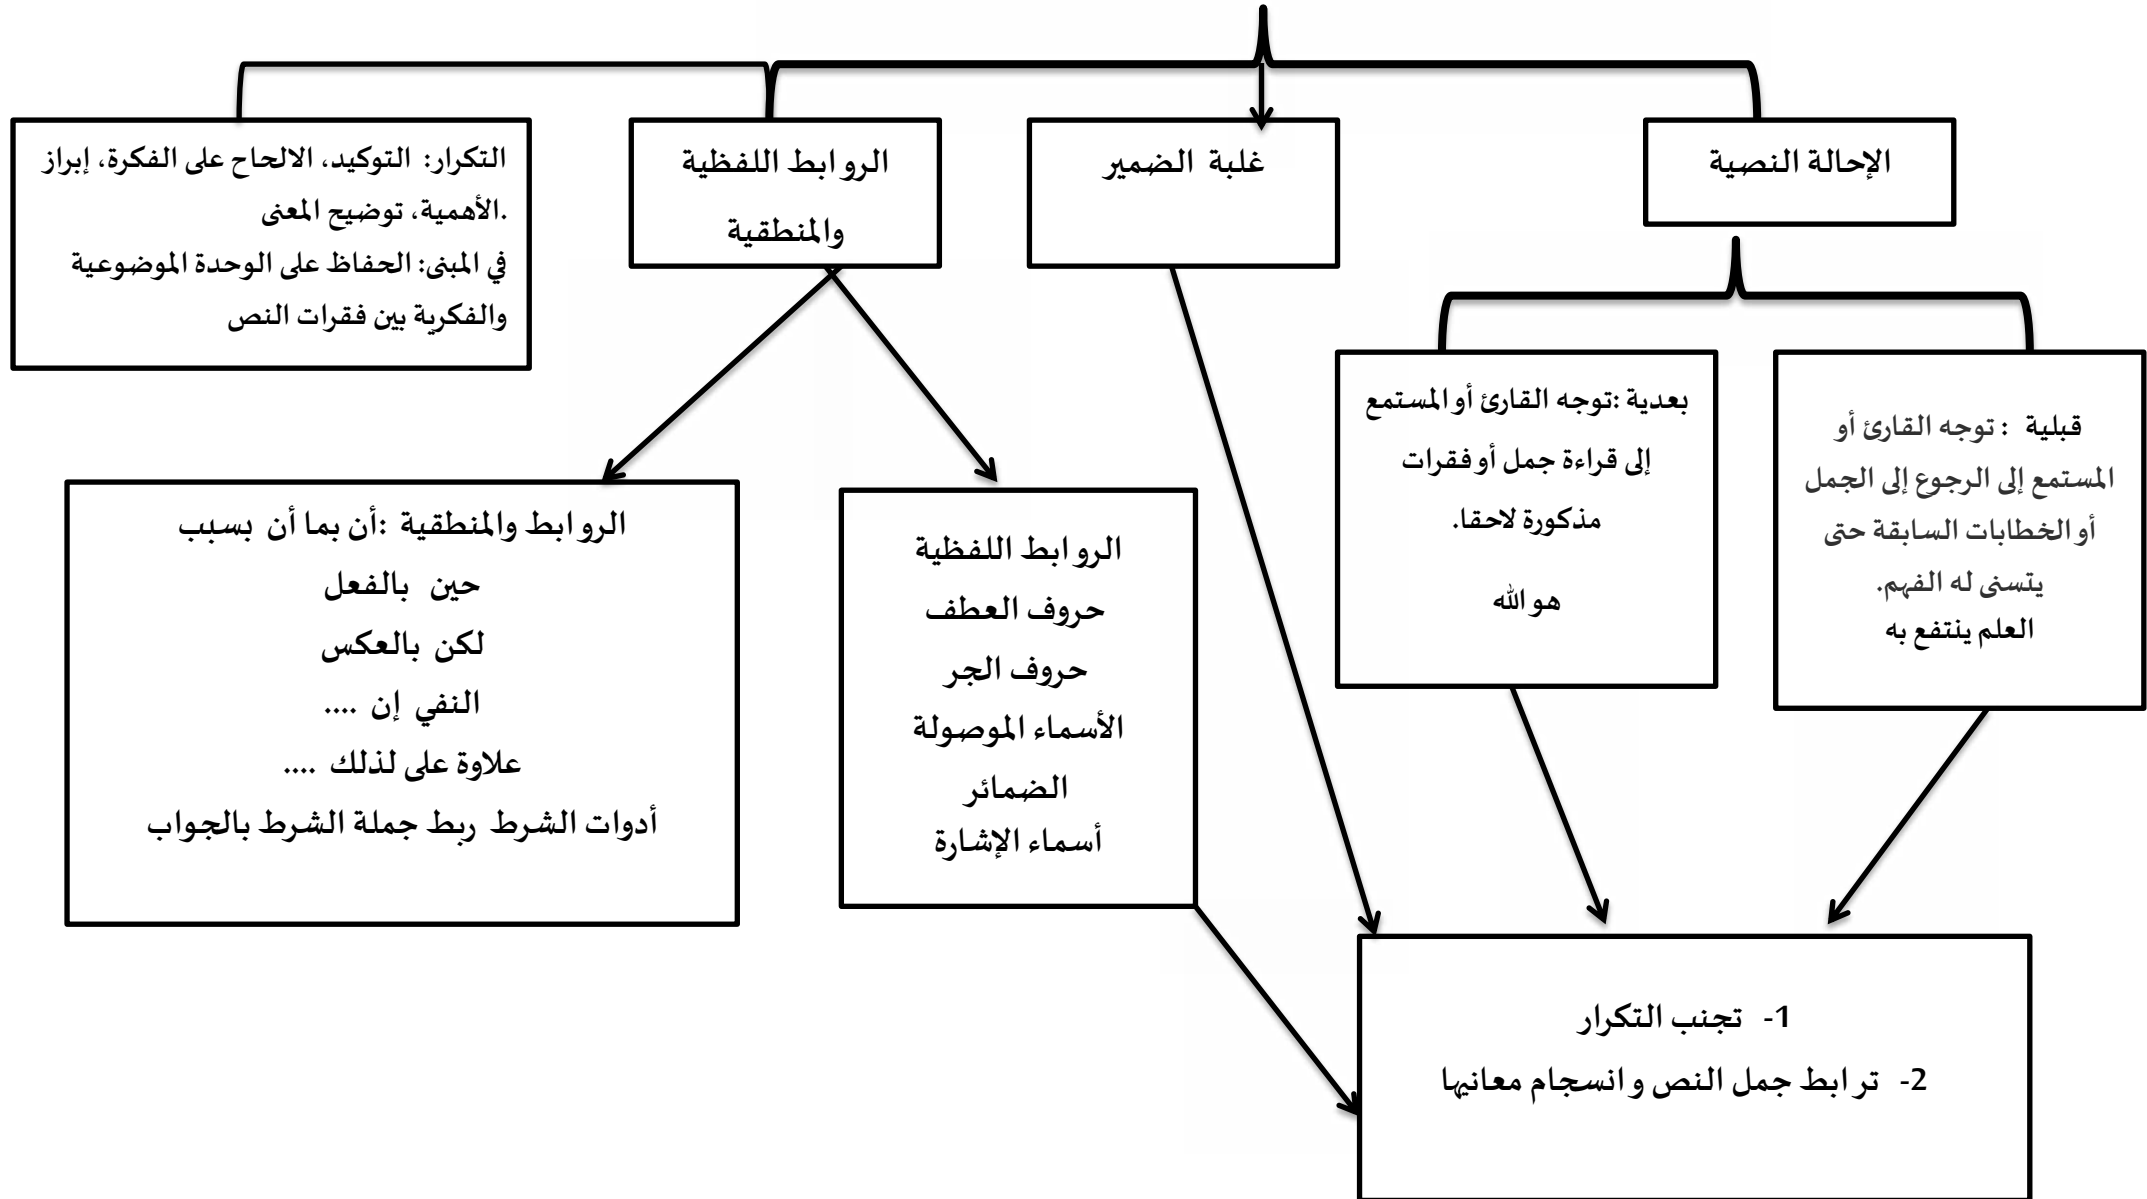 الإحالة النصية
غلبة الضمير
الروابط اللفظية
والمنطقية
التكرار: التوكيد، الالحاح على الفكرة، إبراز
.الأهمية، توضيح المعنى
في المبنى: الحفاظ على الوحدة الموضوعية
والفكرية بين فقرات النص
قبلية : توجه القارئ أو
المستمع إلى الرجوع إلى الجمل
أو الخطابات السابقة حتى
يتسنى له الفهم.
العلم ينتفع به
بعدية :توجه القارئ أو المستمع
إلى قراءة جمل أو فقرات
مذكورة لاحقا.
هو الله
الروابط اللفظية
حروف العطف
حروف الجر
الأسماء الموصولة
الضمائر
أسماء الإشارة
الروابط والمنطقية :أن بما أن بسبب
حين بالفعل
لكن بالعكس
النفي إن ....
علاوة على لذلك ....
أدوات الشرط ربط جملة الشرط بالجواب
1- تجنب التكرار
2- ترابط جمل النص وانسجام معانيها